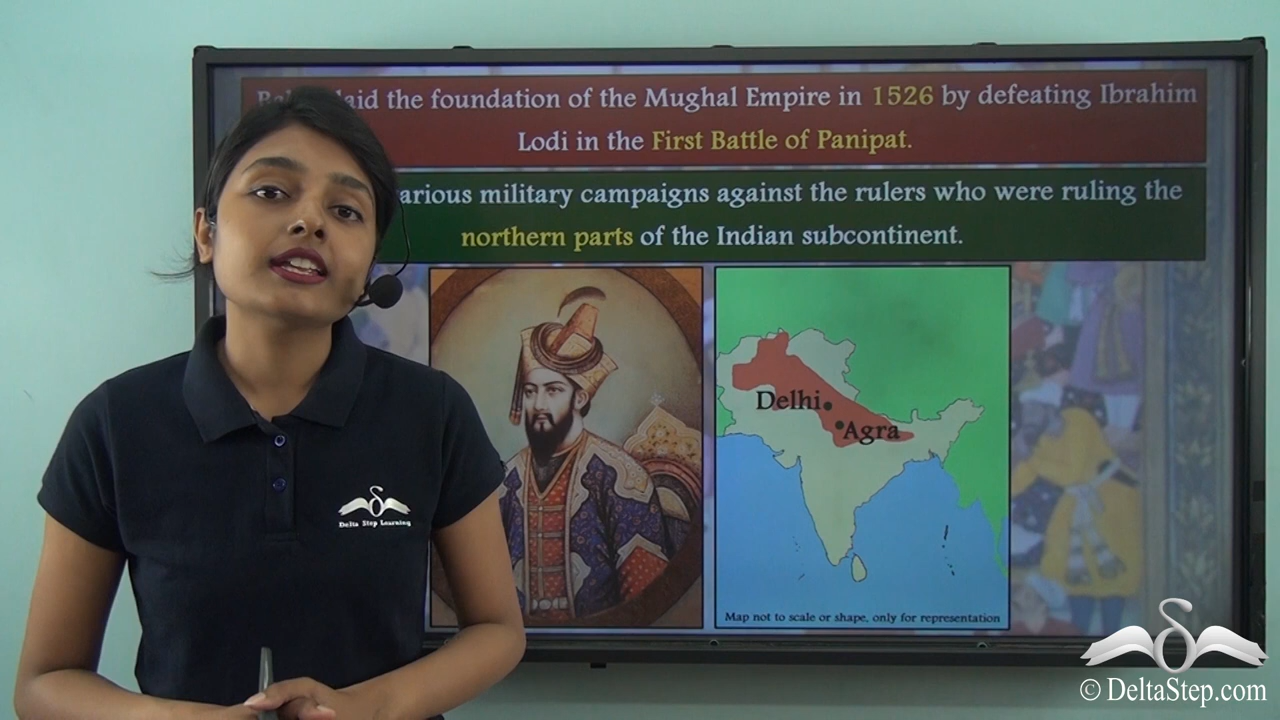 laid the foundation of the Mughal Empire in 1526 by defeating Ibrahim
Lodi in the First Battle of Panipat.
military campaigns against the rulers who were ruling the
northern parts of the Indian subcontinent.
Delhi
Agra
Map not to scale or shape, only for representation
Delta Step Learning
© DeltaStep.com